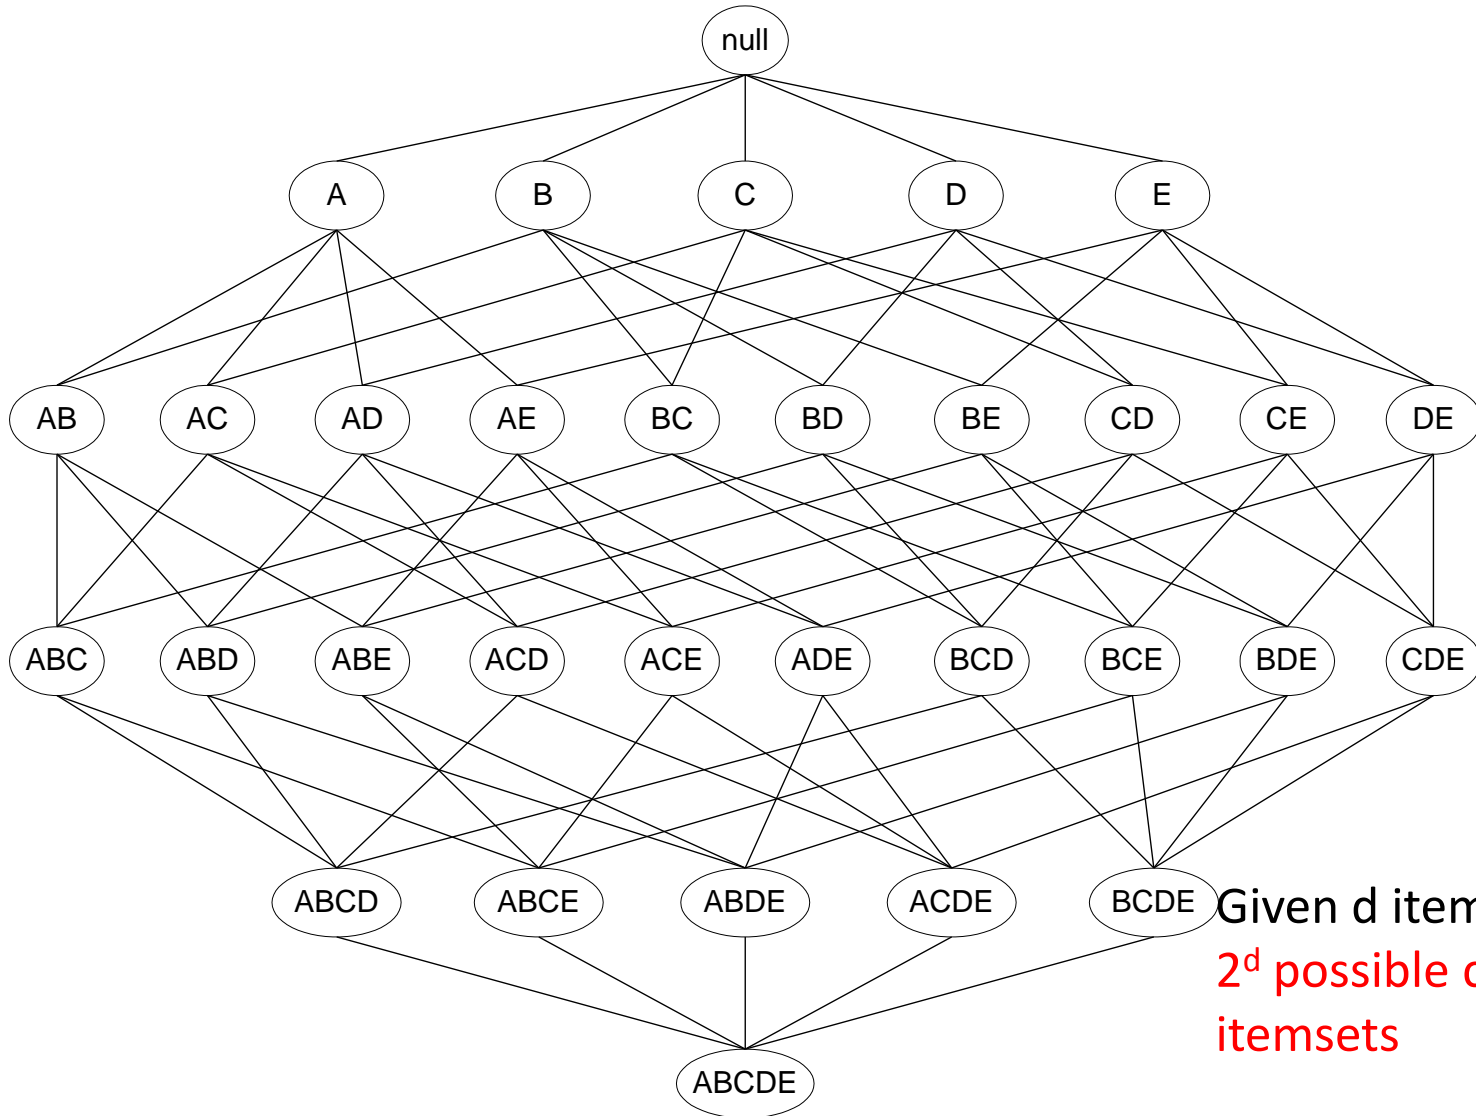 null
A B C D E
AB AC AD AE BC BD BE CD CE DE
ABC ABD ABE ACD ACE ADE BCD BCE BDE CDE
ABCD ABCE ABDE ACDE BCDE
Given d item
2ᵈ possible
itemsets
ABCDE